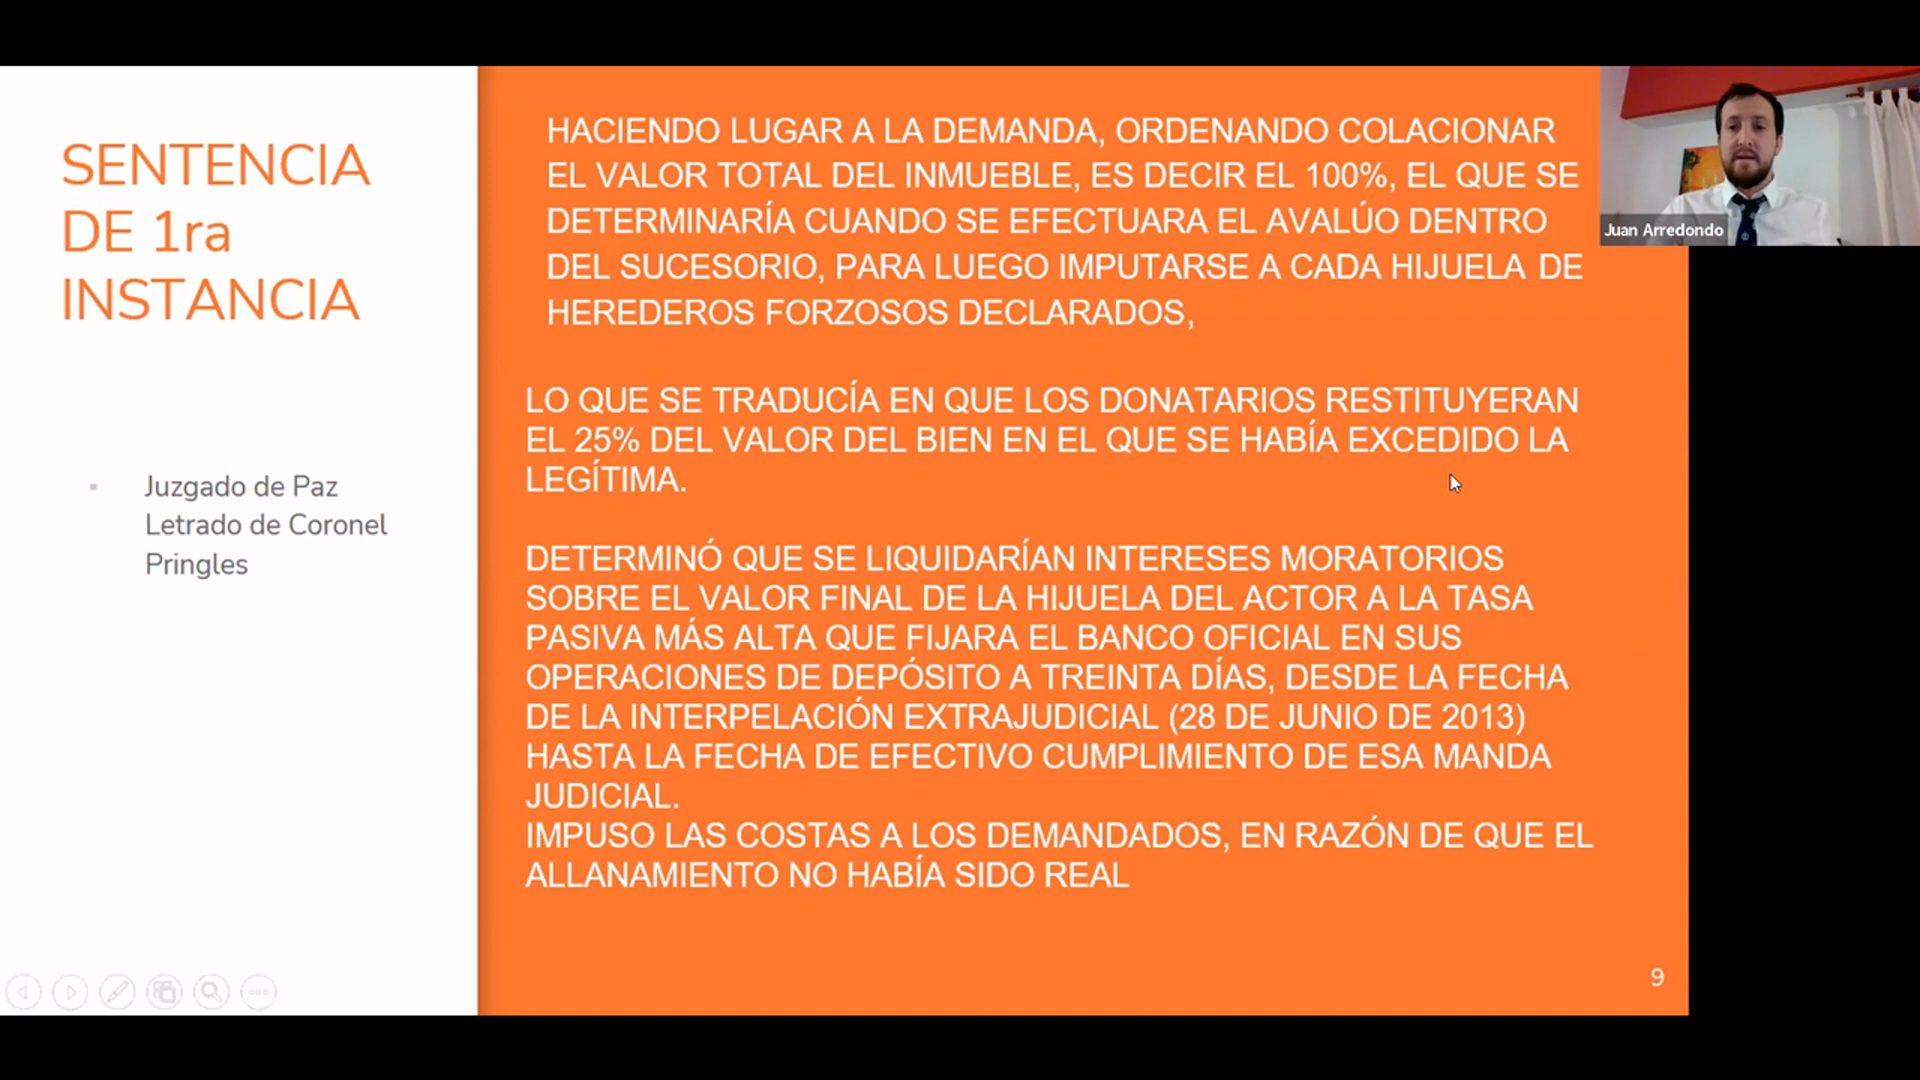 SENTENCIA
DE 1ra
INSTANCIA
Juzgado de Paz
Letrado de Coronel
Pringles
HACIENDO LUGAR A LA DEMANDA, ORDENANDO COLACIONAR
EL VALOR TOTAL DEL INMUEBLE, ES DECIR EL 100%, EL QUE SE
DETERMINARÍA CUANDO SE EFECTUARA EL AVALÚO DENTRO
DEL SUCESORIO, PARA LUEGO IMPUTARSE A CADA HIJUELA DE
HEREDEROS FORZOSOS DECLARADOS,
LO QUE SE TRADUCÍA EN QUE LOS DONATARIOS RESTITUYERAN
EL 25% DEL VALOR DEL BIEN EN EL QUE SE HABÍA EXCEDIDO LA
LEGÍTIMA.
DETERMINÓ QUE SE LIQUIDARÍAN INTERESES MORATORIOS
SOBRE EL VALOR FINAL DE LA HIJUELA DEL ACTOR A LA TASA
PASIVA MÁS ALTA QUE FIJARA EL BANCO OFICIAL EN SUS
OPERACIONES DE DEPÓSITO A TREINTA DÍAS, DESDE LA FECHA
DE LA INTERPELACIÓN EXTRAJUDICIAL (28 DE JUNIO DE 2013)
HASTA LA FECHA DE EFECTIVO CUMPLIMIENTO DE ESA MANDA
JUDICIAL.
IMPUSO LAS COSTAS A LOS DEMANDADOS, EN RAZÓN DE QUE EL
ALLANAMIENTO NO HABÍA SIDO REAL
9
Juan Arredondo